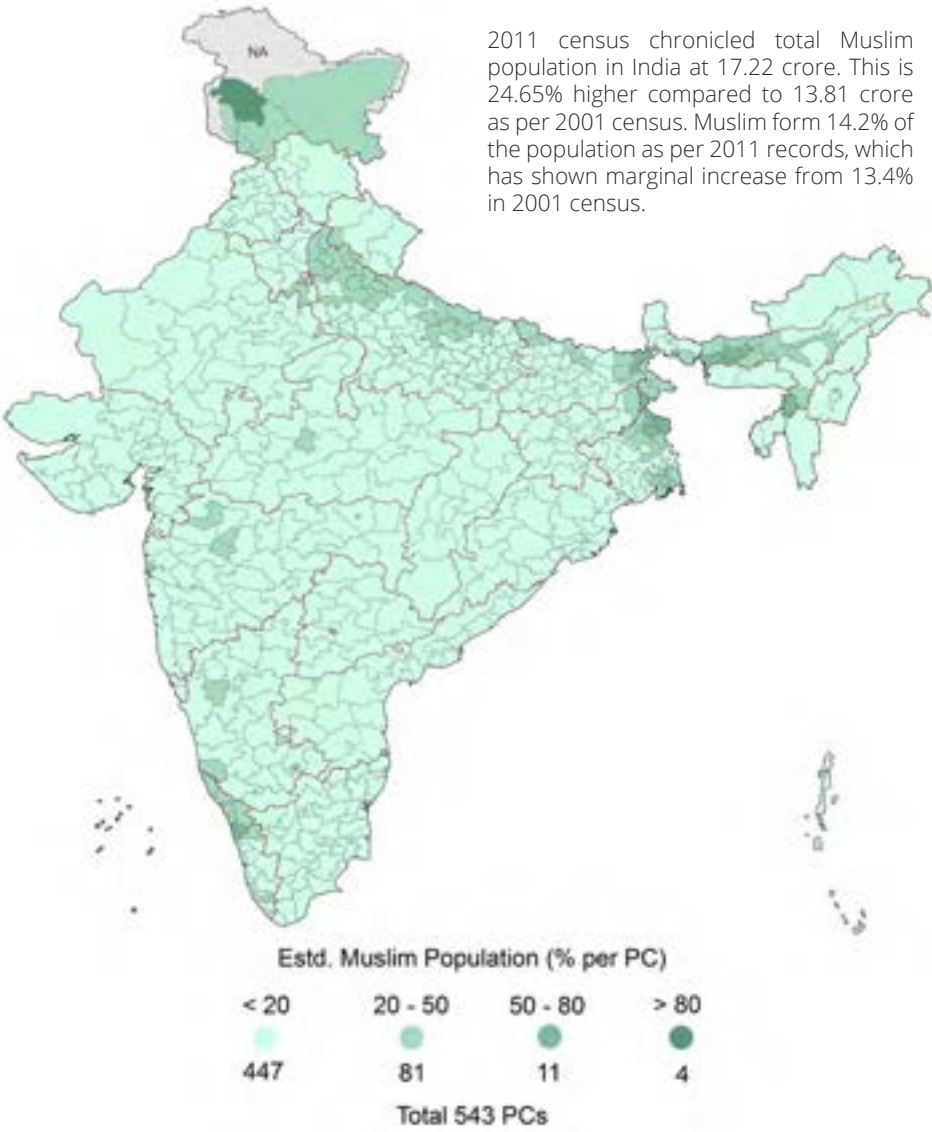 2011 census chronicled total Muslim
population in India at 17.22 crore. This is
24.65% higher compared to 13.81 crore
as per 2001 census. Muslim form 14.2% of
the population as per 2011 records, which
has shown marginal increase from 13.4%
in 2001 census.
NA
Estd. Muslim Population (% per PC)
< 20 20 - 50 50 - 80 > 80
447 81 11 4
Total 543 PCs